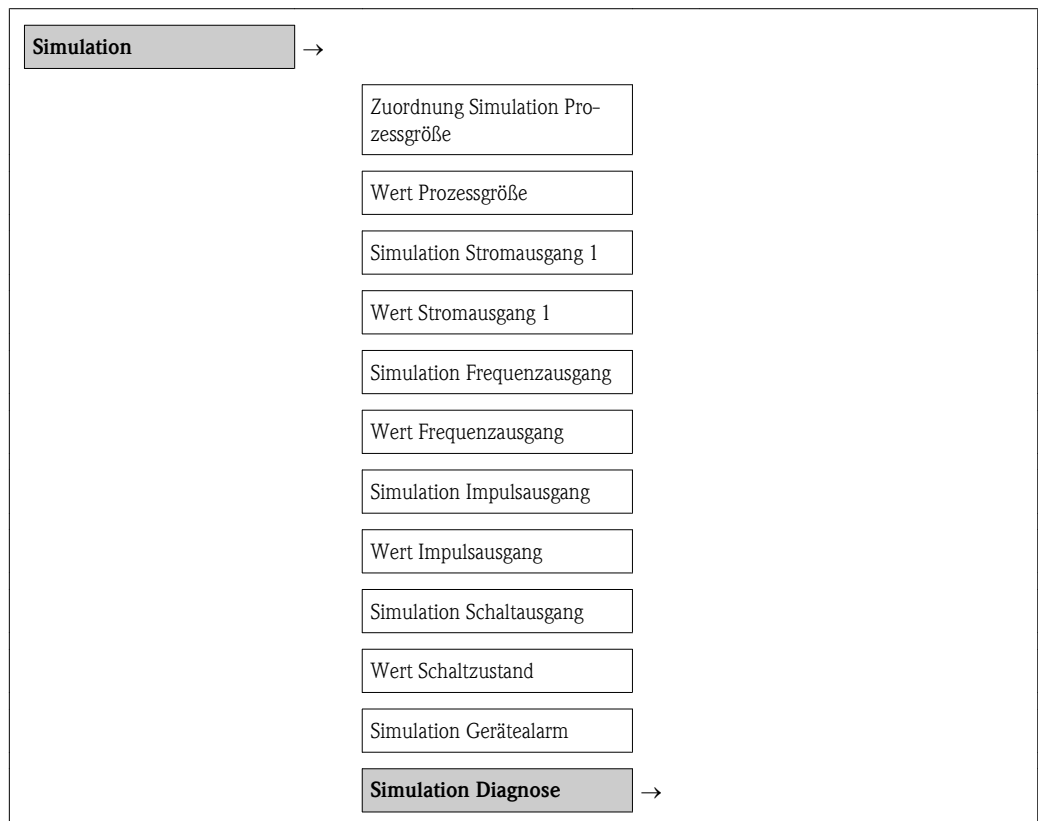 Simulation →
Zuordnung Simulation Pro-
zessgröße
Wert Prozessgröße
Simulation Stromausgang 1
Wert Stromausgang 1
Simulation Frequenzausgang
Wert Frequenzausgang
Simulation Impulsausgang
Wert Impulsausgang
Simulation Schaltausgang
Wert Schaltzustand
Simulation Gerätealarm
Simulation Diagnose →